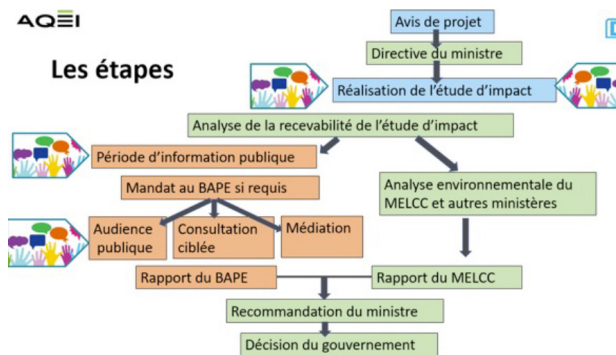 AQEI
Avis de projet
Directive du ministre
Les étapes
Réalisation de l'étude d'impact
Analyse de la recevabilité de l'étude d'impact
Période d'information publique
Mandat au BAPE si requis
Analyse environnementale du
MELCC et autres ministères
Audience
publique
Consultation
ciblée
Médiation
Rapport du BAPE
Rapport du MELCC
Recommandation du ministre
Décision du gouvernement